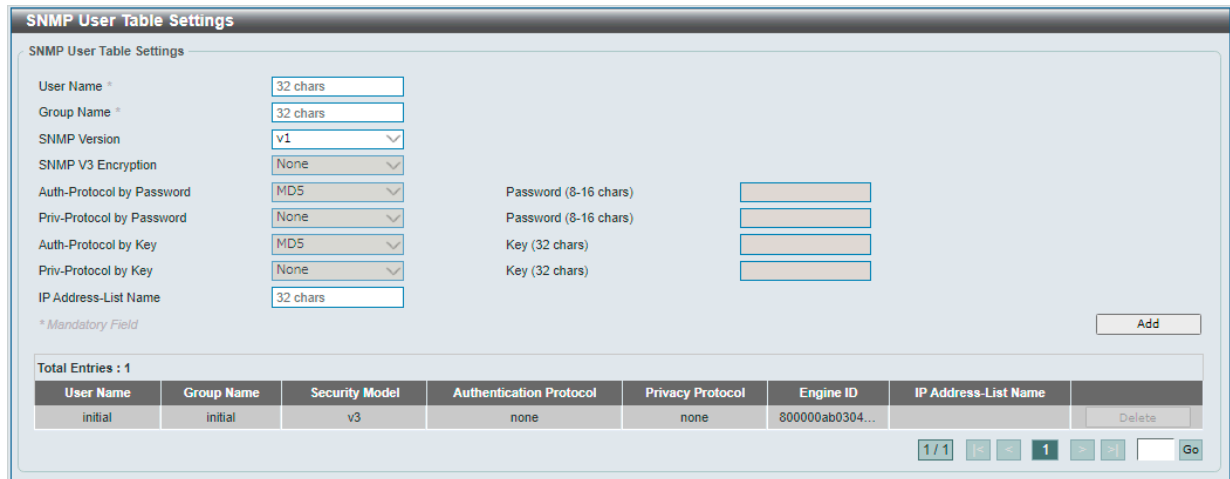 SNMP User Table Settings
SNMP User Table Settings
User Name * 32 chars
Group Name * 32 chars
SNMP Version v1
SNMP V3 Encryption None
Auth-Protocol by Password MD5 Password (8-16 chars)
Priv-Protocol by Password None Password (8-16 chars)
Auth-Protocol by Key MD5 Key (32 chars)
Priv-Protocol by Key None Key (32 chars)
IP Address-List Name 32 chars
* Mandatory Field Add
Total Entries : 1
User Name Group Name Security Model Authentication Protocol Privacy Protocol Engine ID IP Address-List Name
initial initial v3 none none 800000ab0304... Delete
1 / 1 |< < 1 > >| Go